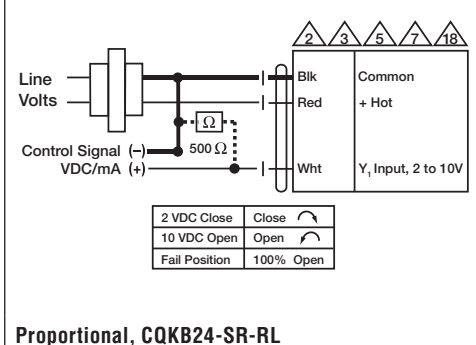 2 3 5 7 18
Line
Volts
Blk Common
Red + Hot
Ω
500 Ω
Control Signal (–)
VDC/mA (+)
Wht Y1 Input, 2 to 10V
2 VDC Close Close
10 VDC Open Open
Fail Position 100% Open
Proportional, CQKB24-SR-RL